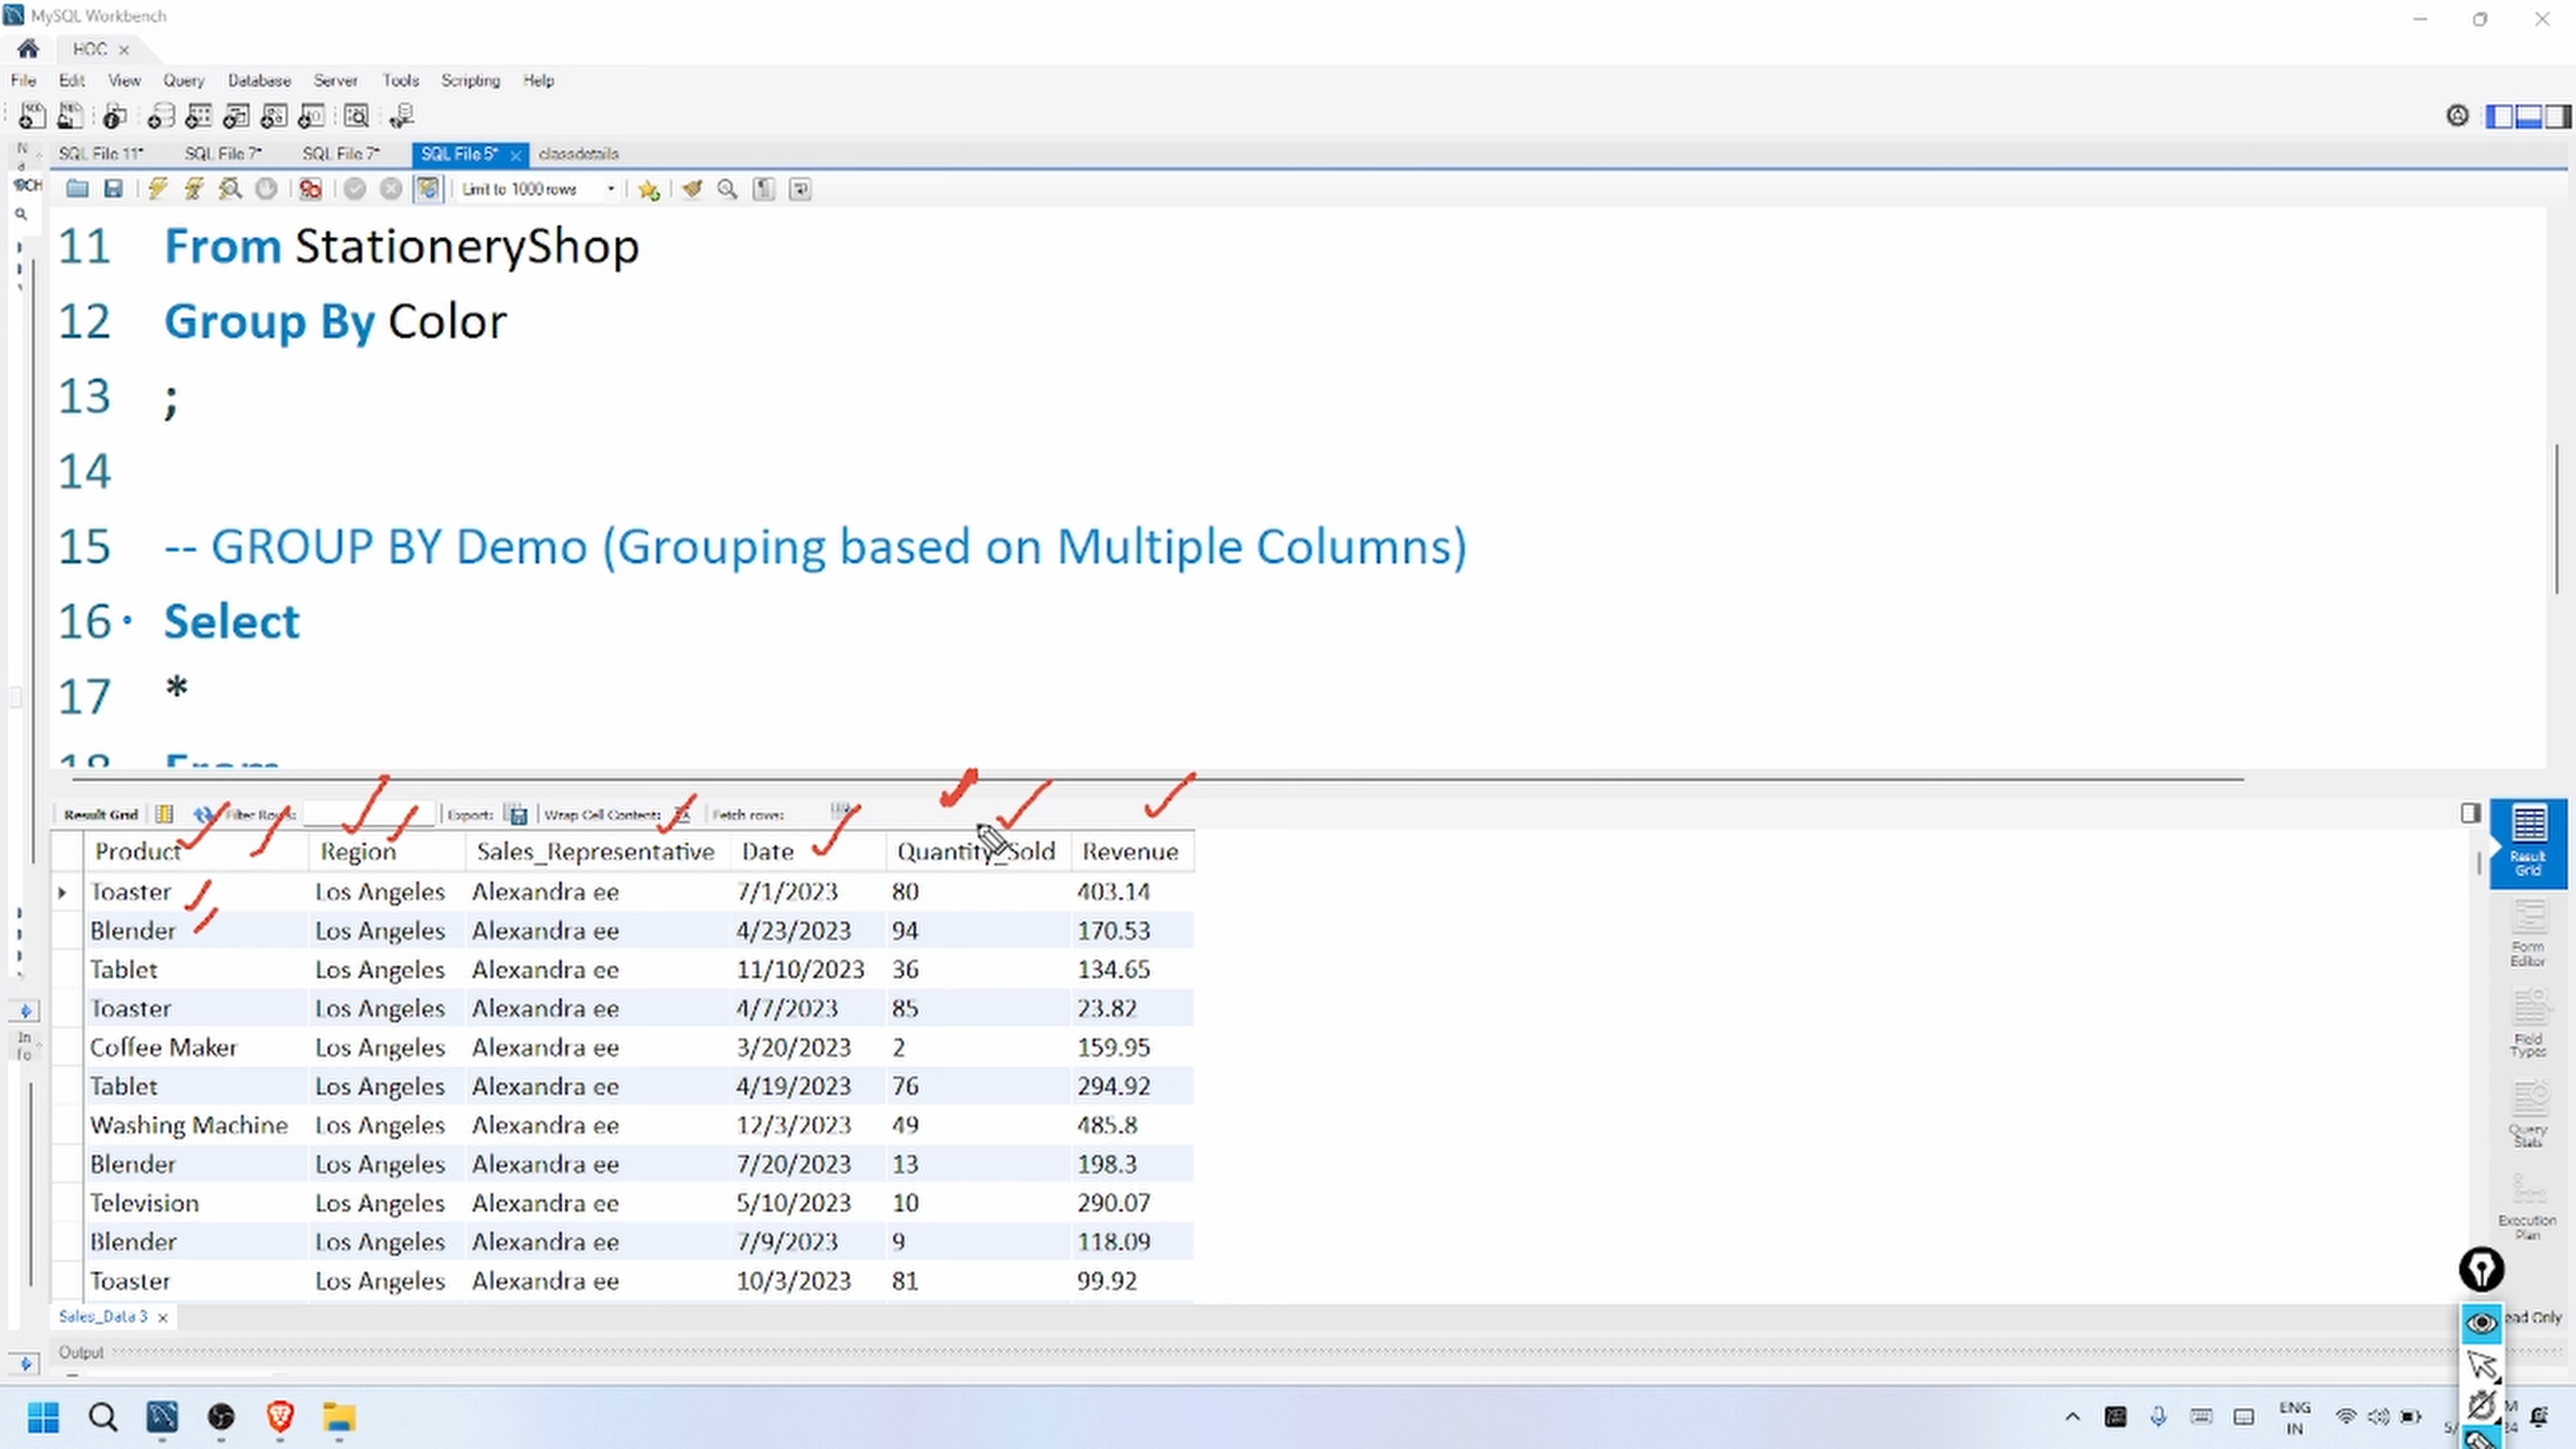 MySQL Workbench
HOC
File Edit View Query Database Server Tools Scripting Help
SQL File 11* SQL File 7* SQL File 7* SQL File 5* classdetails
Limit to 1000 rows
11 From StationeryShop
12 Group By Color
13 ;
14
15 -- GROUP BY Demo (Grouping based on Multiple Columns)
16 Select
17 *
18 From
Result Grid Filter Rows: Export: Wrap Cell Content: Fetch rows:
Product Region Sales_Representative Date Quantity_Sold Revenue
Toaster Los Angeles Alexandra ee 7/1/2023 80 403.14
Blender Los Angeles Alexandra ee 4/23/2023 94 170.53
Tablet Los Angeles Alexandra ee 11/10/2023 36 134.65
Toaster Los Angeles Alexandra ee 4/7/2023 85 23.82
Coffee Maker Los Angeles Alexandra ee 3/20/2023 2 159.95
Tablet Los Angeles Alexandra ee 4/19/2023 76 294.92
Washing Machine Los Angeles Alexandra ee 12/3/2023 49 485.8
Blender Los Angeles Alexandra ee 7/20/2023 13 198.3
Television Los Angeles Alexandra ee 5/10/2023 10 290.07
Blender Los Angeles Alexandra ee 7/9/2023 9 118.09
Toaster Los Angeles Alexandra ee 10/3/2023 81 99.92
Result
Grid
Form
Editor
Field
Types
Query
Stats
Execution
Plan
Sales_Data 3
Output
ENG
IN